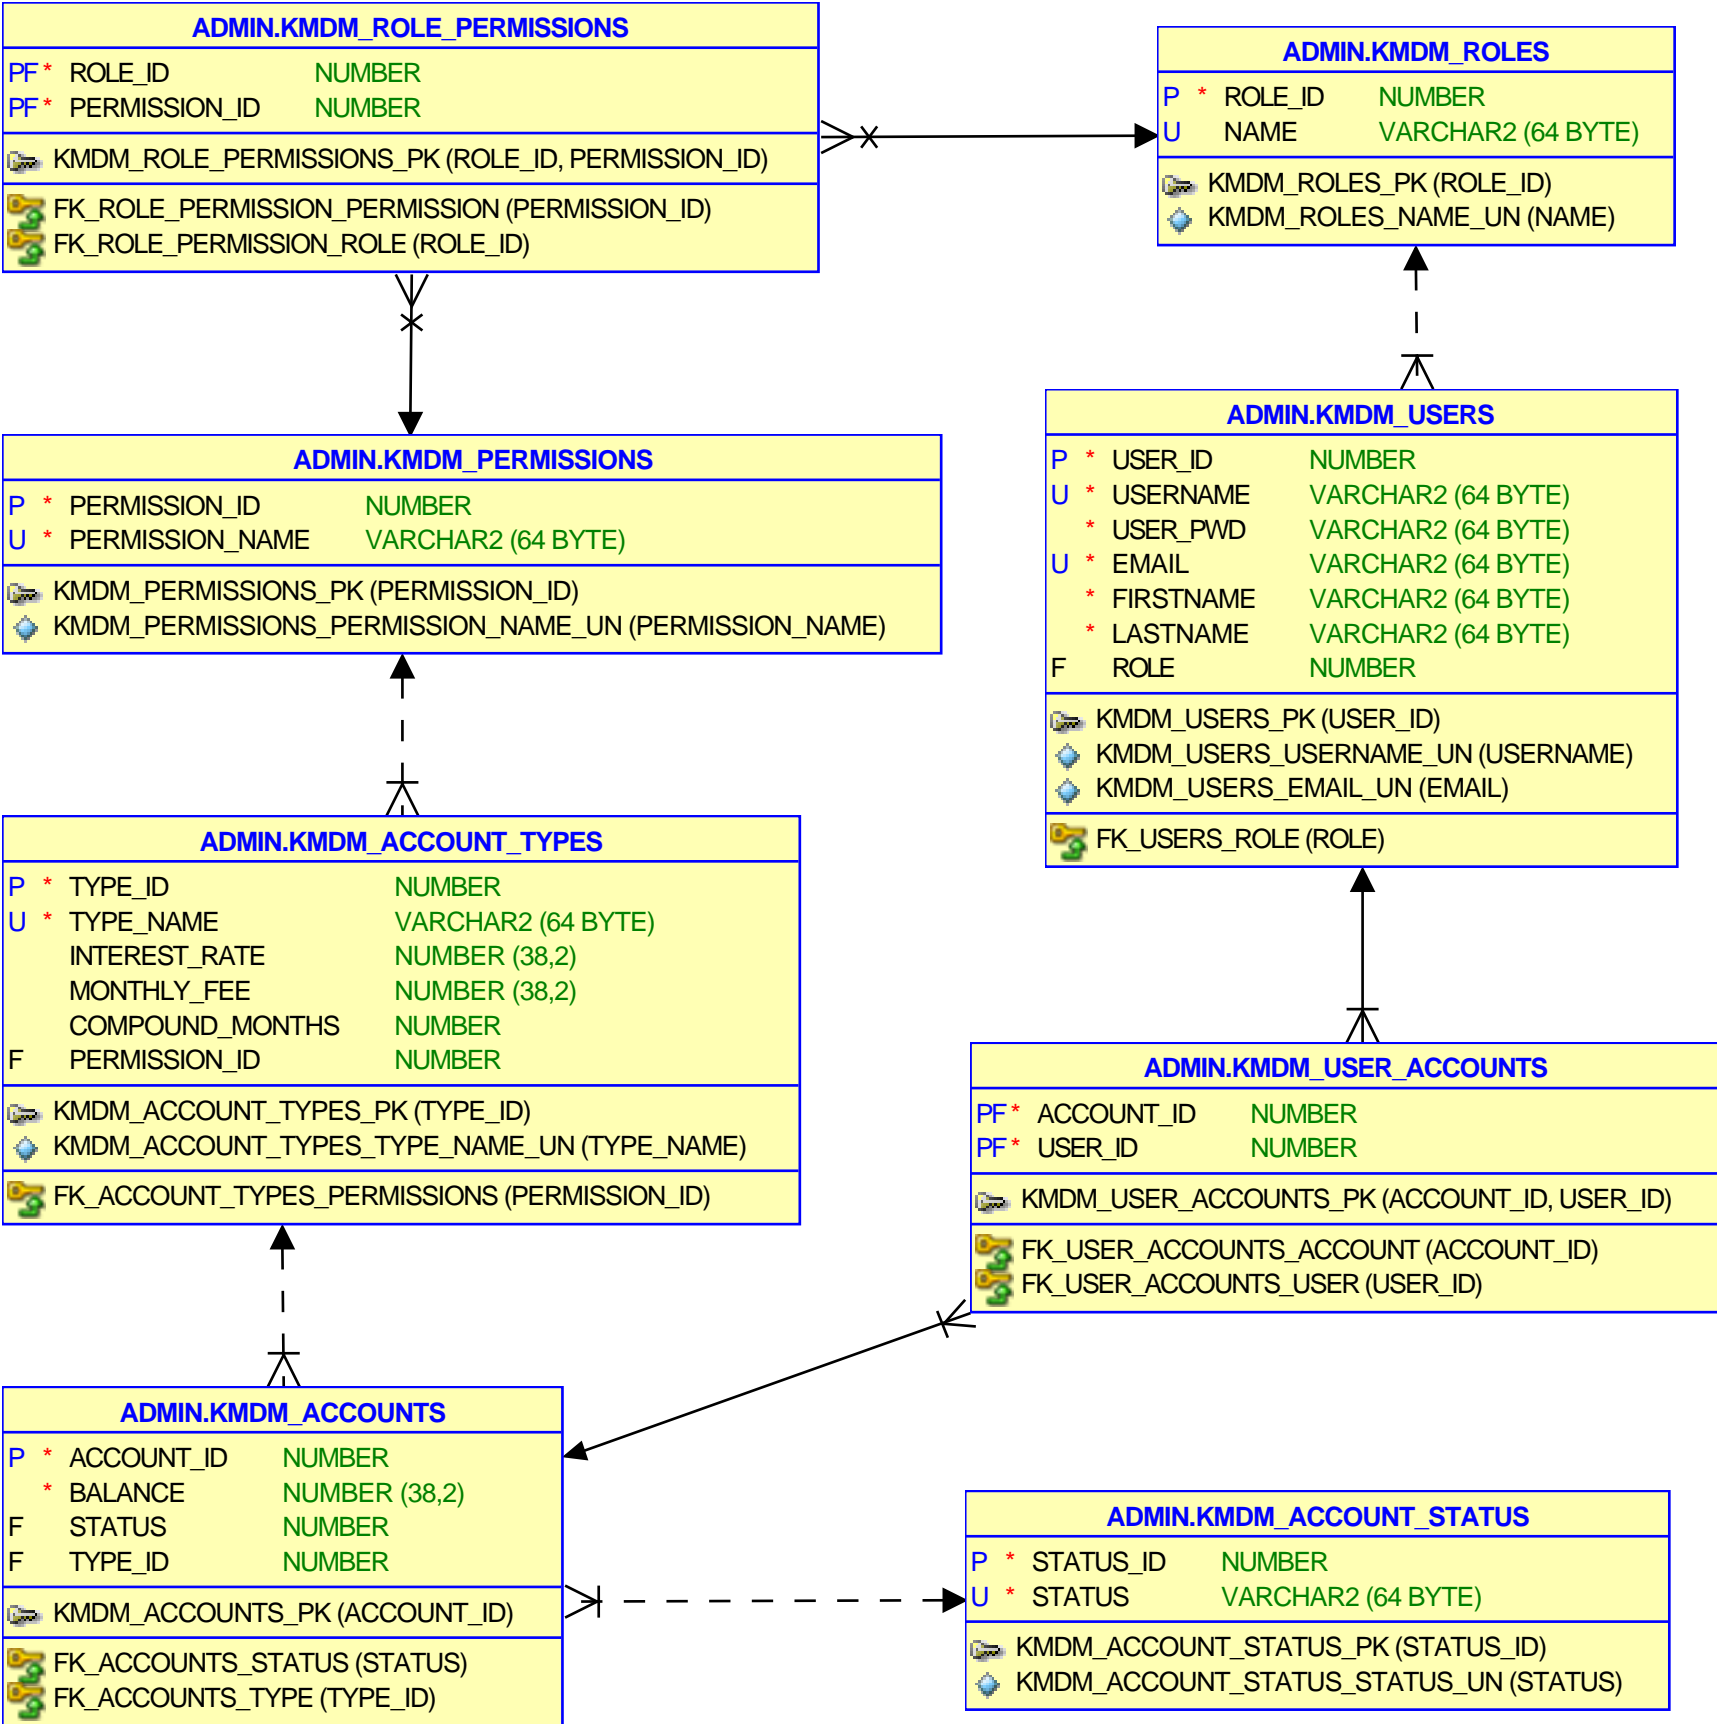 ADMIN.KMDM_ROLE_PERMISSIONS
PF * ROLE_ID NUMBER
PF * PERMISSION_ID NUMBER
KMDM_ROLE_PERMISSIONS_PK (ROLE_ID, PERMISSION_ID)
FK_ROLE_PERMISSION_PERMISSION (PERMISSION_ID)
FK_ROLE_PERMISSION_ROLE (ROLE_ID)
ADMIN.KMDM_ROLES
P * ROLE_ID NUMBER
U NAME VARCHAR2 (64 BYTE)
KMDM_ROLES_PK (ROLE_ID)
KMDM_ROLES_NAME_UN (NAME)
ADMIN.KMDM_PERMISSIONS
P * PERMISSION_ID NUMBER
U * PERMISSION_NAME VARCHAR2 (64 BYTE)
KMDM_PERMISSIONS_PK (PERMISSION_ID)
KMDM_PERMISSIONS_PERMISSION_NAME_UN (PERMISSION_NAME)
ADMIN.KMDM_USERS
P * USER_ID NUMBER
U * USERNAME VARCHAR2 (64 BYTE)
* USER_PWD VARCHAR2 (64 BYTE)
U * EMAIL VARCHAR2 (64 BYTE)
* FIRSTNAME VARCHAR2 (64 BYTE)
* LASTNAME VARCHAR2 (64 BYTE)
F ROLE NUMBER
KMDM_USERS_PK (USER_ID)
KMDM_USERS_USERNAME_UN (USERNAME)
KMDM_USERS_EMAIL_UN (EMAIL)
FK_USERS_ROLE (ROLE)
ADMIN.KMDM_ACCOUNT_TYPES
P * TYPE_ID NUMBER
U * TYPE_NAME VARCHAR2 (64 BYTE)
INTEREST_RATE NUMBER (38,2)
MONTHLY_FEE NUMBER (38,2)
COMPOUND_MONTHS NUMBER
F PERMISSION_ID NUMBER
KMDM_ACCOUNT_TYPES_PK (TYPE_ID)
KMDM_ACCOUNT_TYPES_TYPE_NAME_UN (TYPE_NAME)
FK_ACCOUNT_TYPES_PERMISSIONS (PERMISSION_ID)
ADMIN.KMDM_USER_ACCOUNTS
PF * ACCOUNT_ID NUMBER
PF * USER_ID NUMBER
KMDM_USER_ACCOUNTS_PK (ACCOUNT_ID, USER_ID)
FK_USER_ACCOUNTS_ACCOUNT (ACCOUNT_ID)
FK_USER_ACCOUNTS_USER (USER_ID)
ADMIN.KMDM_ACCOUNTS
P * ACCOUNT_ID NUMBER
* BALANCE NUMBER (38,2)
F STATUS NUMBER
F TYPE_ID NUMBER
KMDM_ACCOUNTS_PK (ACCOUNT_ID)
FK_ACCOUNTS_STATUS (STATUS)
FK_ACCOUNTS_TYPE (TYPE_ID)
ADMIN.KMDM_ACCOUNT_STATUS
P * STATUS_ID NUMBER
U * STATUS VARCHAR2 (64 BYTE)
KMDM_ACCOUNT_STATUS_PK (STATUS_ID)
KMDM_ACCOUNT_STATUS_STATUS_UN (STATUS)